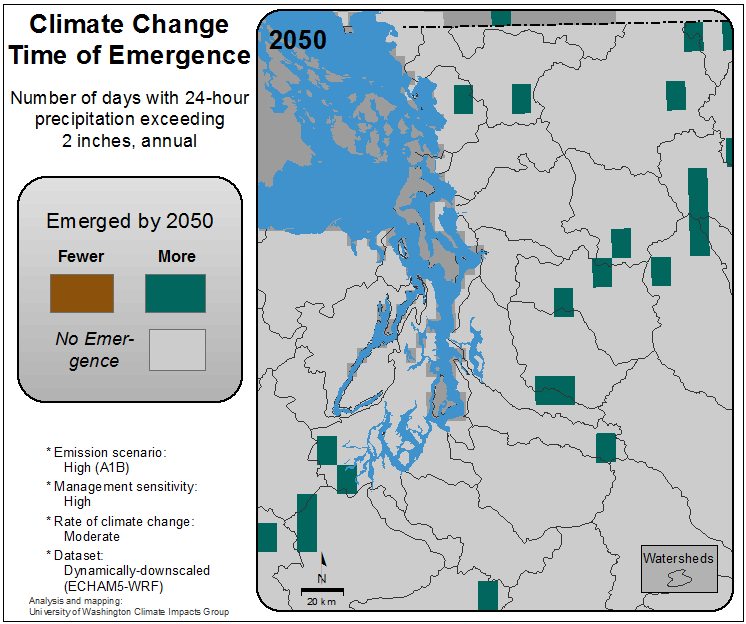 Climate Change
Time of Emergence
Number of days with 24-hour
precipitation exceeding
2 inches, annual
Emerged by 2050
Fewer
More
No Emer-
gence
* Emission scenario:
High (A1B)
* Management sensitivity:
High
* Rate of climate change:
Moderate
* Dataset:
Dynamically-downscaled
(ECHAM5-WRF)
Analysis and mapping:
University of Washington Climate Impacts Group
2050
N
20 km
Watersheds